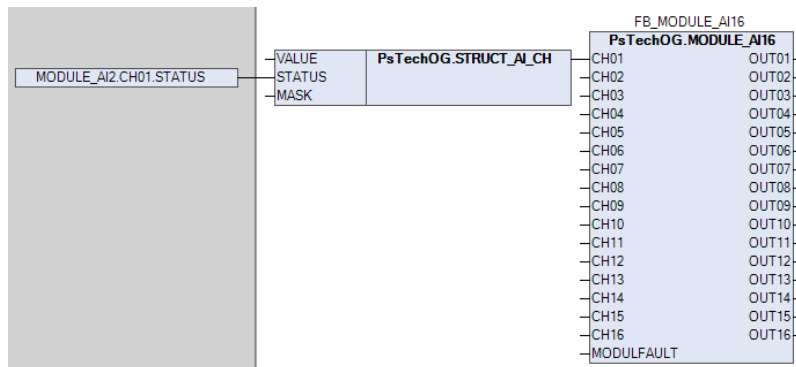 FB_MODULE_AI16
PsTechOG.MODULE_AI16
VALUE PsTechOG.STRUCT_AI_CH CH01 OUT01
MODULE_AI2.CH01.STATUS STATUS CH02 OUT02
MASK CH03 OUT03
CH04 OUT04
CH05 OUT05
CH06 OUT06
CH07 OUT07
CH08 OUT08
CH09 OUT09
CH10 OUT10
CH11 OUT11
CH12 OUT12
CH13 OUT13
CH14 OUT14
CH15 OUT15
CH16 OUT16
MODULFAULT